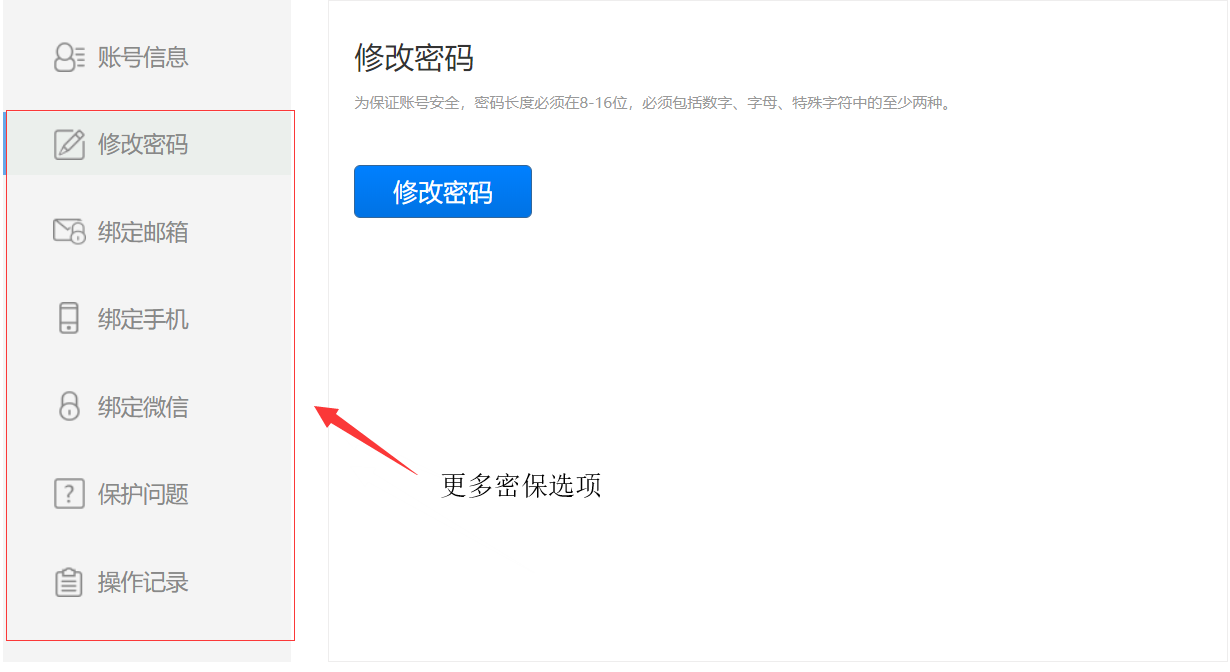 账号信息
修改密码
绑定邮箱
绑定手机
绑定微信
保护问题
操作记录
修改密码
为保证账号安全，密码长度必须在8-16位，必须包括数字、字母、特殊字符中的至少两种。
修改密码
更多密保选项